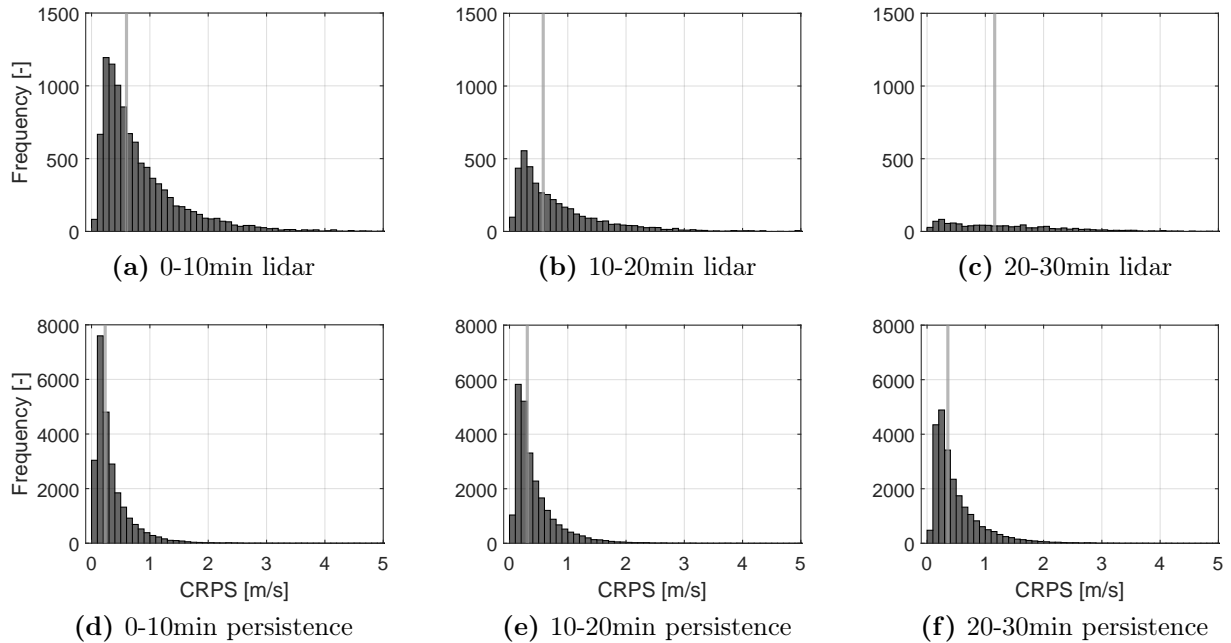 1500
1000
500
0
Frequency [-]
(a) 0-10min lidar
1500
1000
500
0
(b) 10-20min lidar
1500
1000
500
0
(c) 20-30min lidar
8000
6000
4000
2000
0
Frequency [-]
0 1 2 3 4 5
CRPS [m/s]
(d) 0-10min persistence
8000
6000
4000
2000
0
0 1 2 3 4 5
CRPS [m/s]
(e) 10-20min persistence
8000
6000
4000
2000
0
0 1 2 3 4 5
CRPS [m/s]
(f) 20-30min persistence